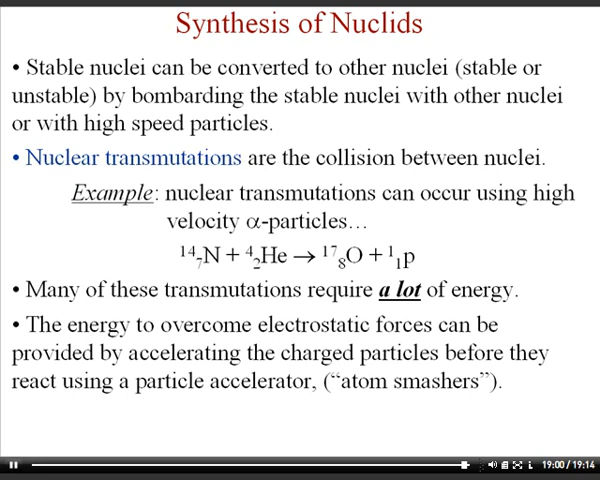 Synthesis of Nuclids
• Stable nuclei can be converted to other nuclei (stable or
unstable) by bombarding the stable nuclei with other nuclei
or with high speed particles.
• Nuclear transmutations are the collision between nuclei.
Example: nuclear transmutations can occur using high
velocity α-particles…
¹⁴₇N + ⁴₂He → ¹⁷₈O + ¹₁p
• Many of these transmutations require a lot of energy.
• The energy to overcome electrostatic forces can be
provided by accelerating the charged particles before they
react using a particle accelerator, (“atom smashers”).
19:00 / 19:14